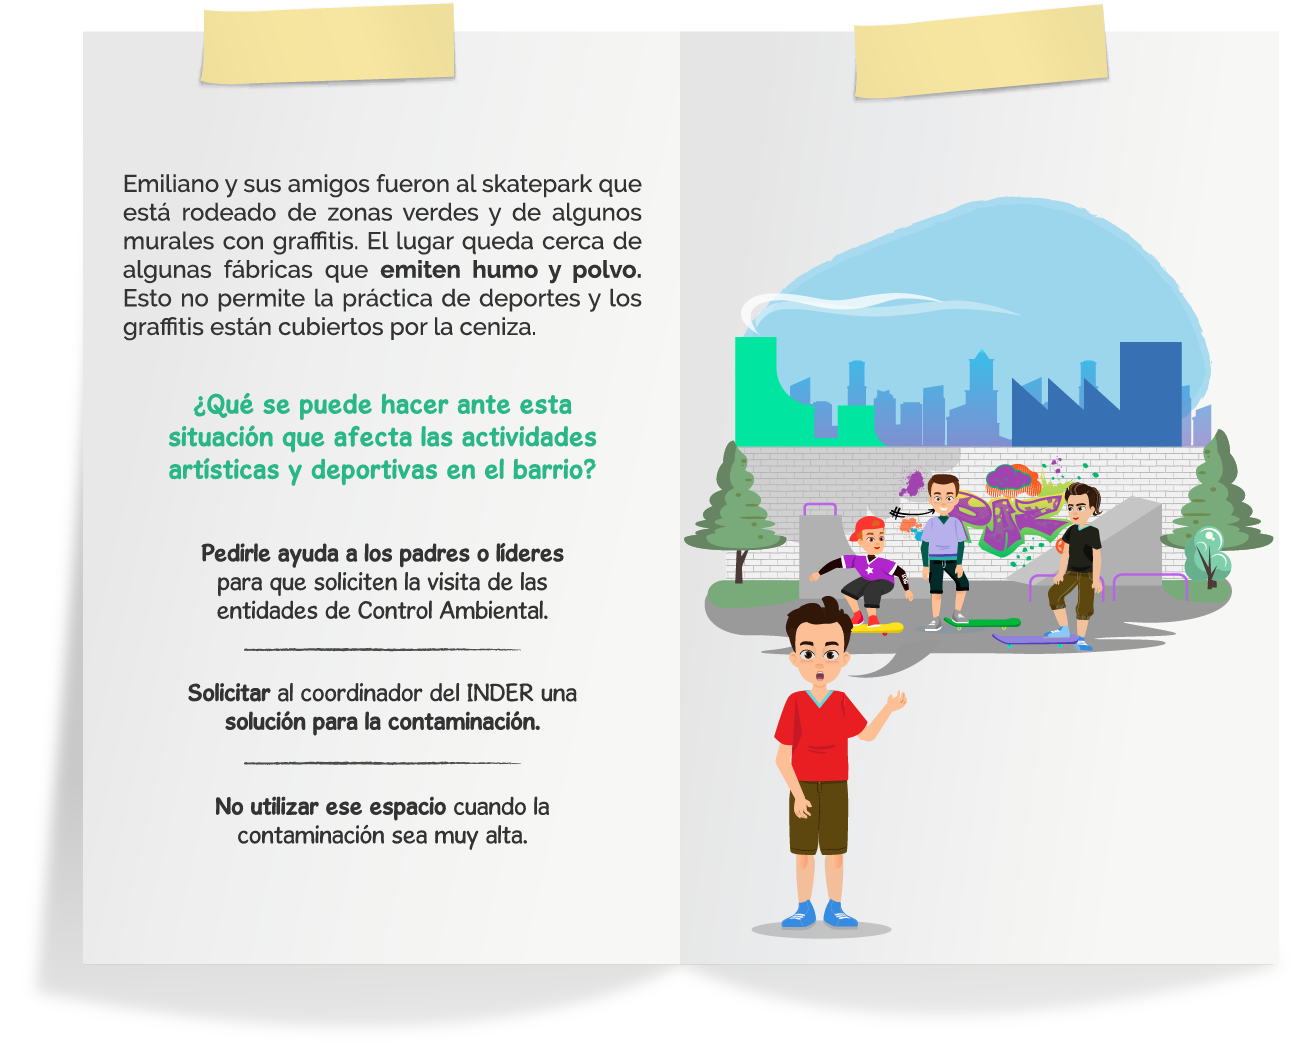 Emiliano y sus amigos fueron al skatepark que
está rodeado de zonas verdes y de algunos
murales con graffitis. El lugar queda cerca de
algunas fábricas que emiten humo y polvo.
Esto no permite la práctica de deportes y los
graffitis están cubiertos por la ceniza.
¿Qué se puede hacer ante esta
situación que afecta las actividades
artísticas y deportivas en el barrio?
Pedirle ayuda a los padres o líderes
para que soliciten la visita de las
entidades de Control Ambiental.
Solicitar al coordinador del INDER una
solución para la contaminación.
No utilizar ese espacio cuando la
contaminación sea muy alta.